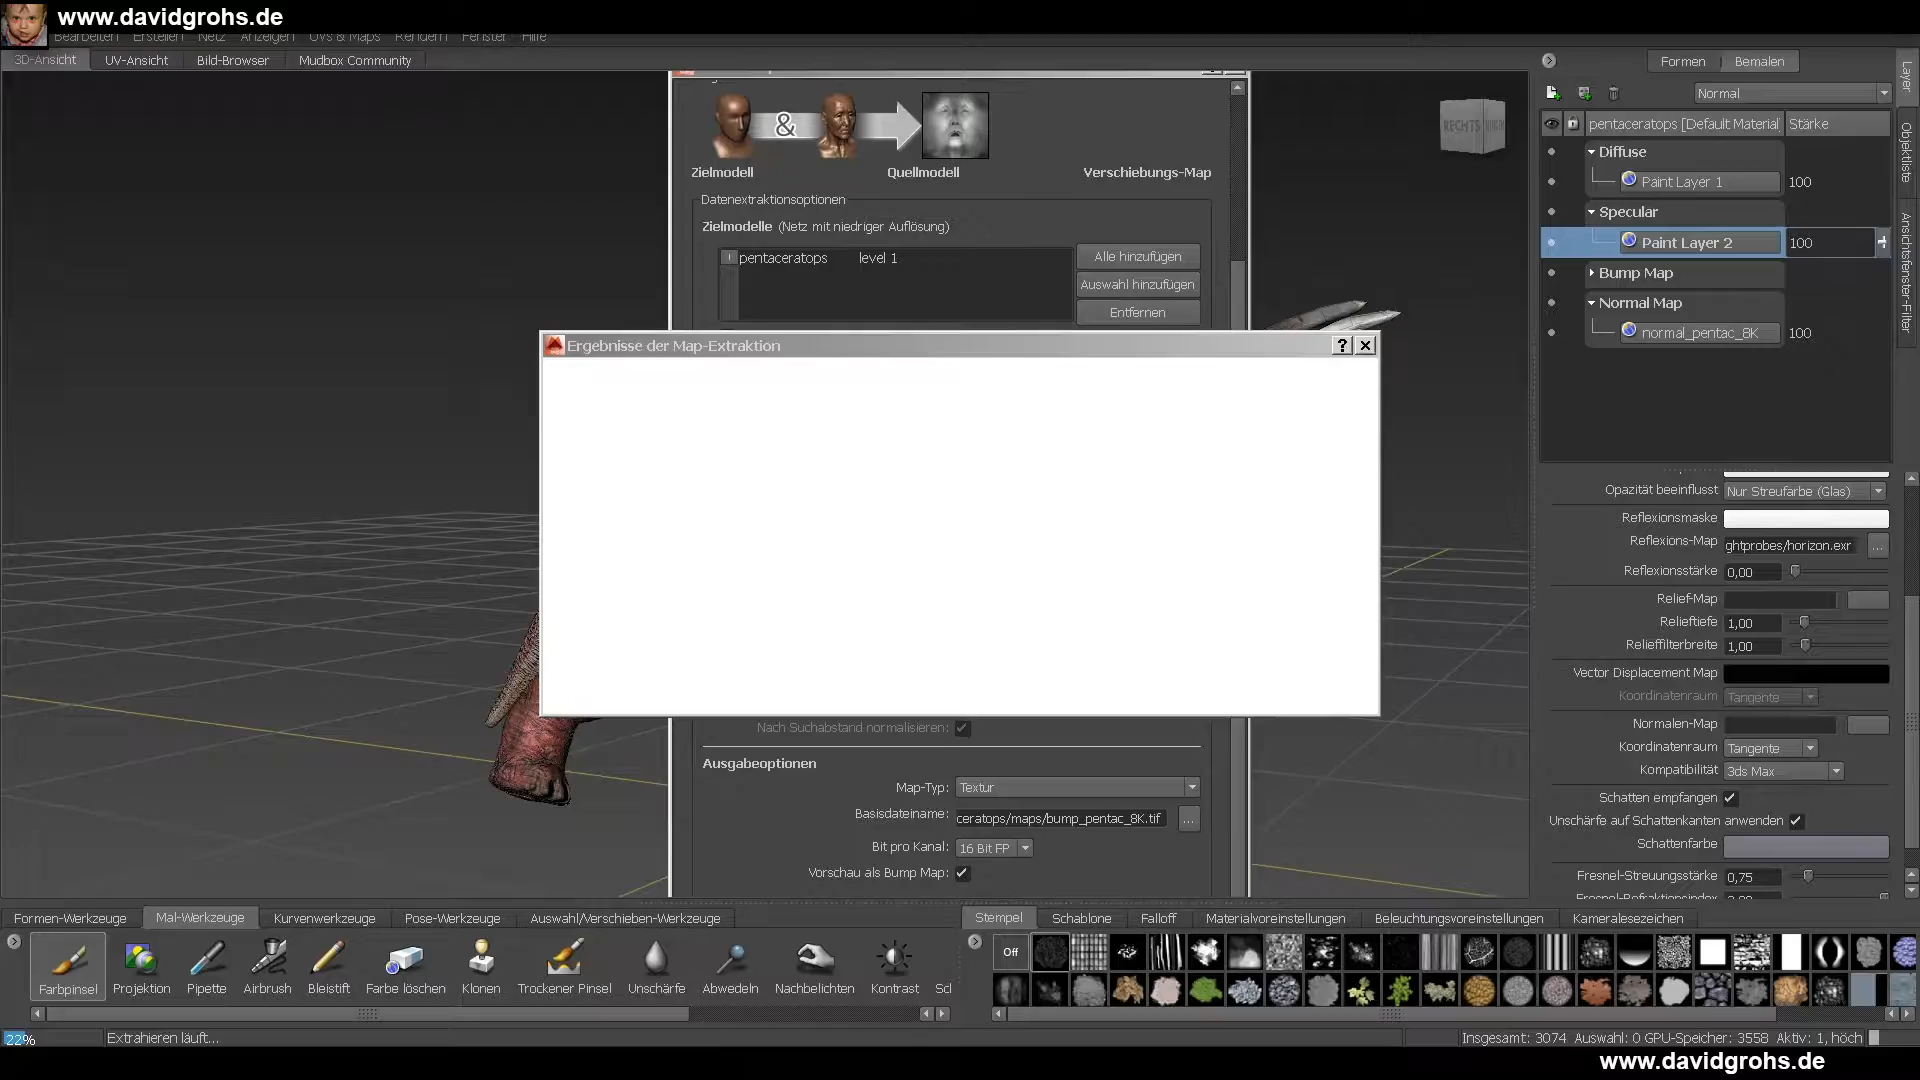 www.davidgrohs.de
Bearbeiten Erstellen Netz Anzeigen UVs & Maps Rendern Fenster Hilfe
3D-Ansicht UV-Ansicht Bild-Browser Mudbox Community
Formen Bemalen
Layer
Objektliste
Ansichtsfenster-Filter
Normal
RECHTS
pentaceratops [Default Material] Stärke
Diffuse
Paint Layer 1 100
Specular
Paint Layer 2 100
Bump Map
Normal Map
normal_pentac_8K 100
&
Zielmodell Quellmodell Verschiebungs-Map
Datenextraktionsoptionen
Zielmodelle (Netz mit niedriger Auflösung)
pentaceratops level 1
Alle hinzufügen
Auswahl hinzufügen
Entfernen
Ergebnisse der Map-Extraktion
Nach Suchabstand normalisieren:
Ausgabeoptionen
Map-Typ: Textur
Basisdateiname: ceratops/maps/bump_pentac_8K.tif ...
Bit pro Kanal: 16 Bit FP
Vorschau als Bump Map:
Opazität beeinflusst Nur Streufarbe (Glas)
Reflexionsmaske
Reflexions-Map ghtprobes/horizon.exr ...
Reflexionsstärke 0,00
Relief-Map
Relieftiefe 1,00
Relieffilterbreite 1,00
Vector Displacement Map
Koordinatenraum Tangente
Normalen-Map
Koordinatenraum Tangente
Kompatibilität 3ds Max
Schatten empfangen
Unschärfe auf Schattenkanten anwenden
Schattenfarbe
Fresnel-Streuungsstärke 0,75
Fresnel-Refraktionsindex
Formen-Werkzeuge Mal-Werkzeuge Kurvenwerkzeuge Pose-Werkzeuge Auswahl/Verschieben-Werkzeuge
Stempel Schablone Falloff Materialvoreinstellungen Beleuchtungsvoreinstellungen Kameralesezeichen
Off
Farbpinsel Projektion Pipette Airbrush Bleistift Farbe löschen Klonen Trockener Pinsel Unschärfe Abwedeln Nachbelichten Kontrast Scl
22% Extrahieren läuft...
Insgesamt: 3074 Auswahl: 0 GPU-Speicher: 3558 Aktiv: 1, höch
www.davidgrohs.de